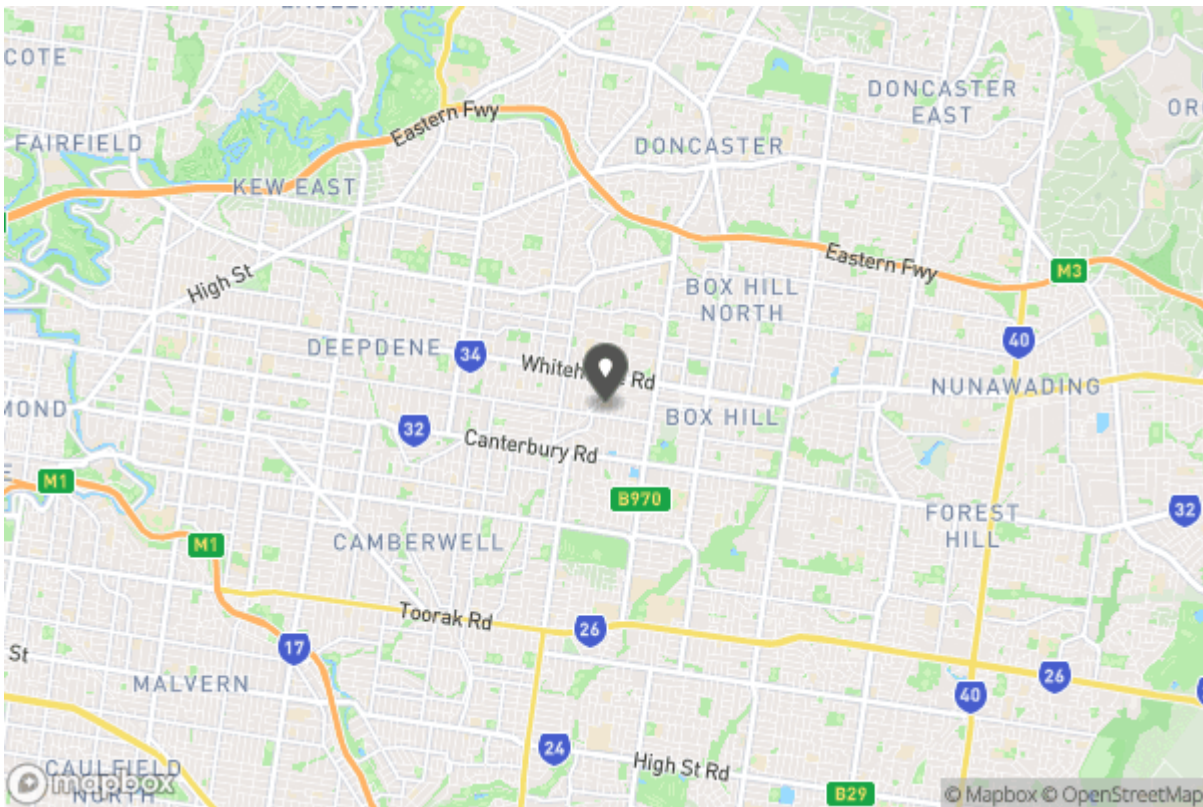 COTE
DONCASTER
EAST
OR
Eastern Fwy
FAIRFIELD
DONCASTER
KEW EAST
Eastern Fwy
M3
High St
BOX HILL
NORTH
40
DEEPDENE
34
Whiteh
e Rd
NUNAWADING
MOND
32
BOX HILL
Canterbury Rd
M1
B970
32
FOREST
HILL
M1
CAMBERWELL
Toorak Rd
26
17
St
26
MALVERN
40
24
High St Rd
CAULFIELD
NORTH
mapbox
B29
© Mapbox © OpenStreetMap